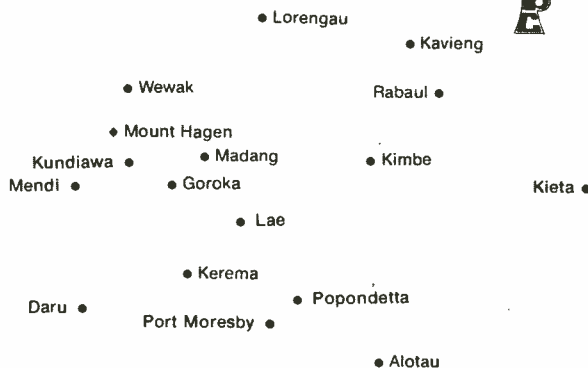 Lorengau
Kavieng
Wewak
Rabaul
Mount Hagen
Madang
Kimbe
Kundiawa
Mendi
Goroka
Kieta
Lae
Kerema
Popondetta
Daru
Port Moresby
Alotau